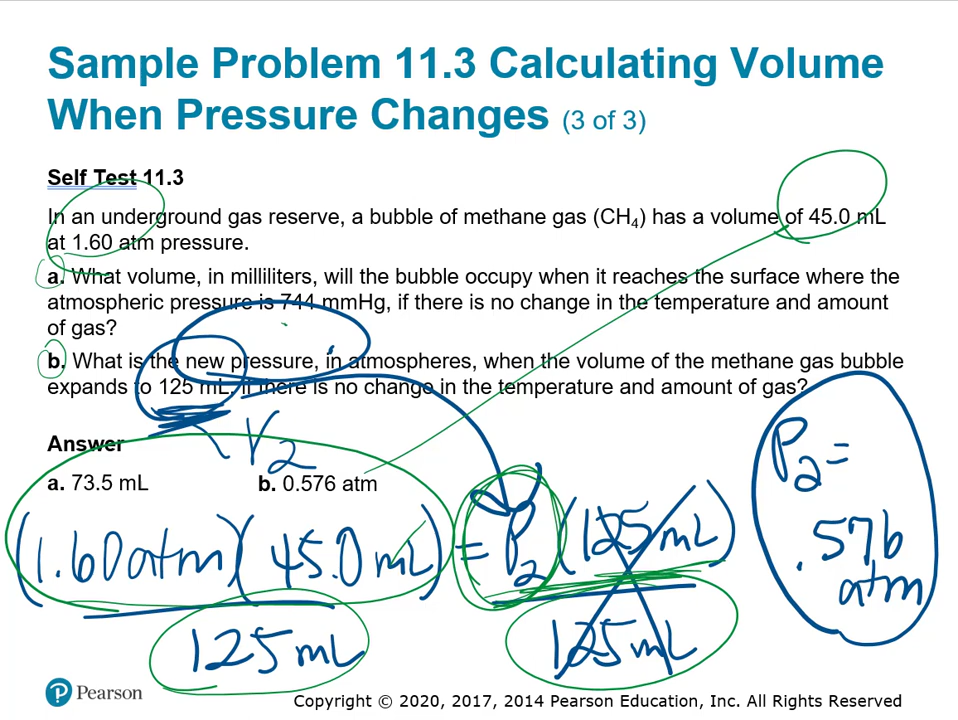 Sample Problem 11.3 Calculating Volume
When Pressure Changes (3 of 3)
Self Test 11.3
In an underground gas reserve, a bubble of methane gas (CH₄) has a volume of 45.0 mL
at 1.60 atm pressure.
a. What volume, in milliliters, will the bubble occupy when it reaches the surface where the
atmospheric pressure is 744 mmHg, if there is no change in the temperature and amount
of gas?
b. What is the new pressure, in atmospheres, when the volume of the methane gas bubble
expands to 125 mL, if there is no change in the temperature and amount of gas?
V₂
Answer
a. 73.5 mL b. 0.576 atm
(1.60 atm)(45.0 mL) = P₂ (125 mL)
125 mL 125 mL
P₂ =
.576
atm
P Pearson
Copyright © 2020, 2017, 2014 Pearson Education, Inc. All Rights Reserved